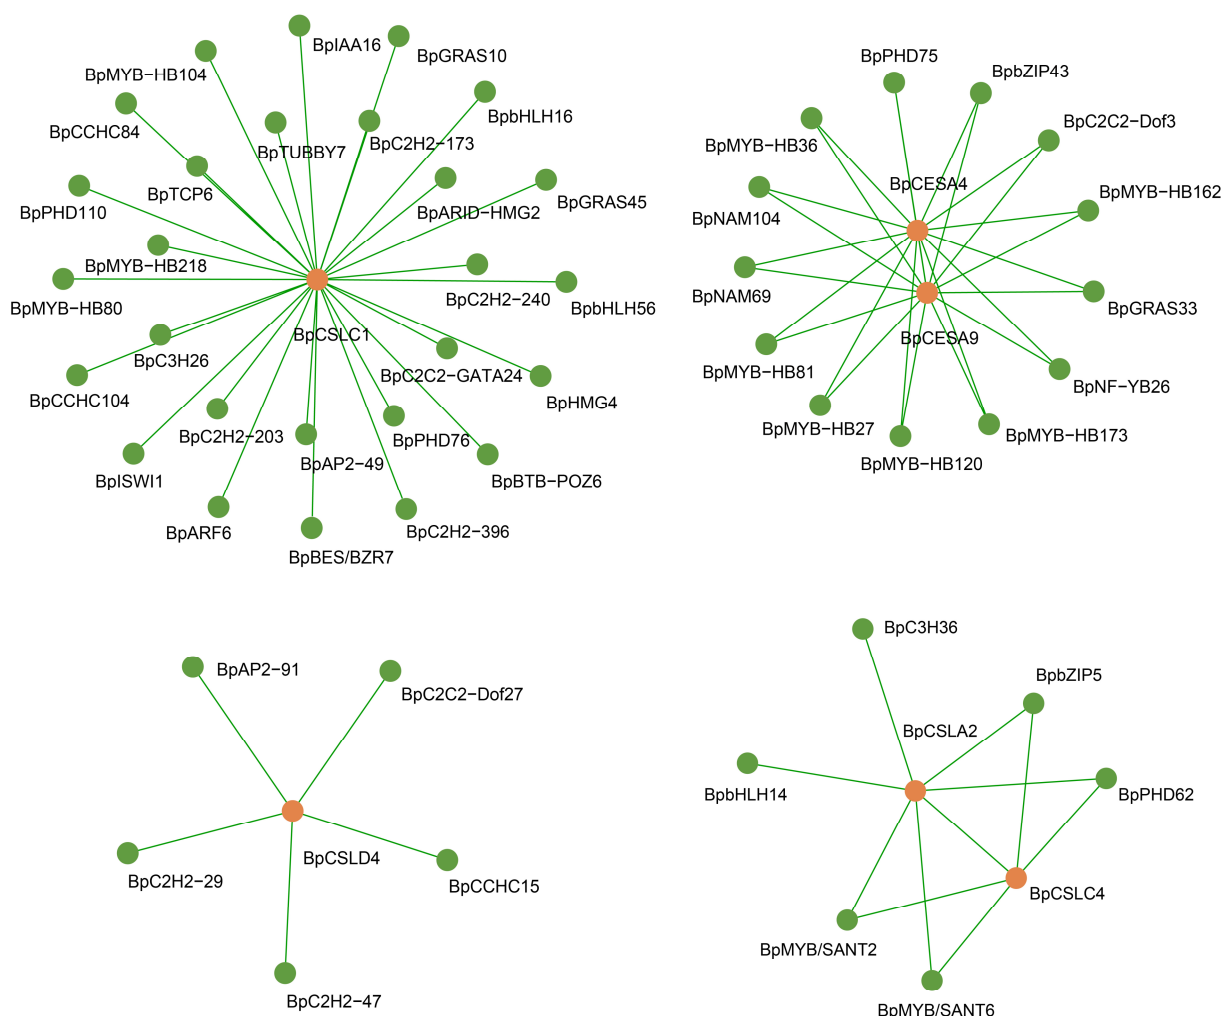 BpIAA16
BpGRAS10
BpMYB−HB104
BpbHLH16
BpCCHC84
BpTUBBY7
BpC2H2−173
BpTCP6
BpPHD110
BpARID−HMG2
BpGRAS45
BpMYB−HB218
BpMYB−HB80
BpC2H2−240
BpbHLH56
BpCSLC1
BpC3H26
BpC2C2−GATA24
BpCCHC104
BpHMG4
BpC2H2−203
BpPHD76
BpAP2−49
BpISWI1
BpBTB−POZ6
BpARF6
BpC2H2−396
BpBES/BZR7
BpPHD75
BpbZIP43
BpC2C2−Dof3
BpMYB−HB36
BpCESA4
BpMYB−HB162
BpNAM104
BpNAM69
BpGRAS33
BpCESA9
BpMYB−HB81
BpNF−YB26
BpMYB−HB27
BpMYB−HB173
BpMYB−HB120
BpAP2−91
BpC2C2−Dof27
BpCSLD4
BpC2H2−29
BpCCHC15
BpC2H2−47
BpC3H36
BpbZIP5
BpCSLA2
BpbHLH14
BpPHD62
BpCSLC4
BpMYB/SANT2
BpMYB/SANT6